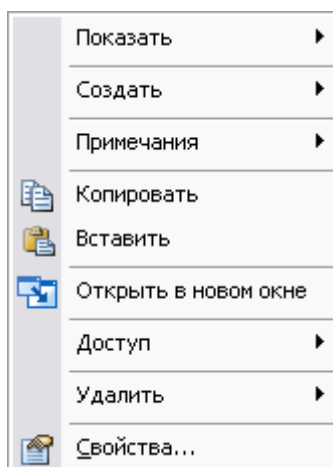 Показать
Создать
Примечания
Копировать
Вставить
Открыть в новом окне
Доступ
Удалить
Свойства...